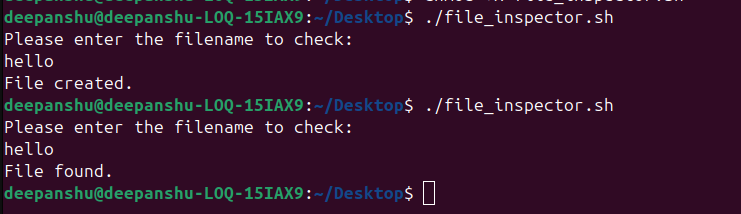 deepanshu@deepanshu-LOQ-15IAX9:~/Desktop$ ./file_inspector.sh
Please enter the filename to check:
hello
File created.
deepanshu@deepanshu-LOQ-15IAX9:~/Desktop$ ./file_inspector.sh
Please enter the filename to check:
hello
File found.
deepanshu@deepanshu-LOQ-15IAX9:~/Desktop$